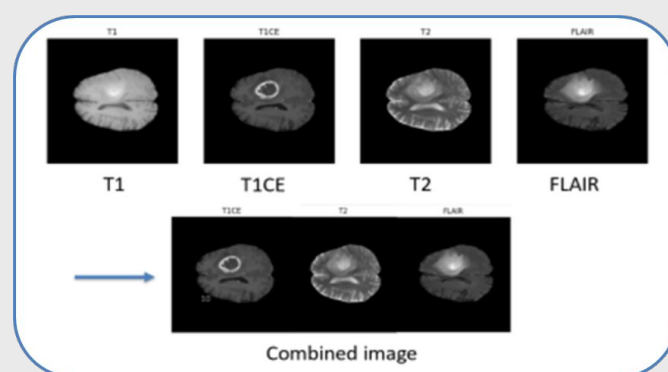 T1 T1CE T2 FLAIR
T1 T1CE T2 FLAIR
T1CE T2 FLAIR
Combined image